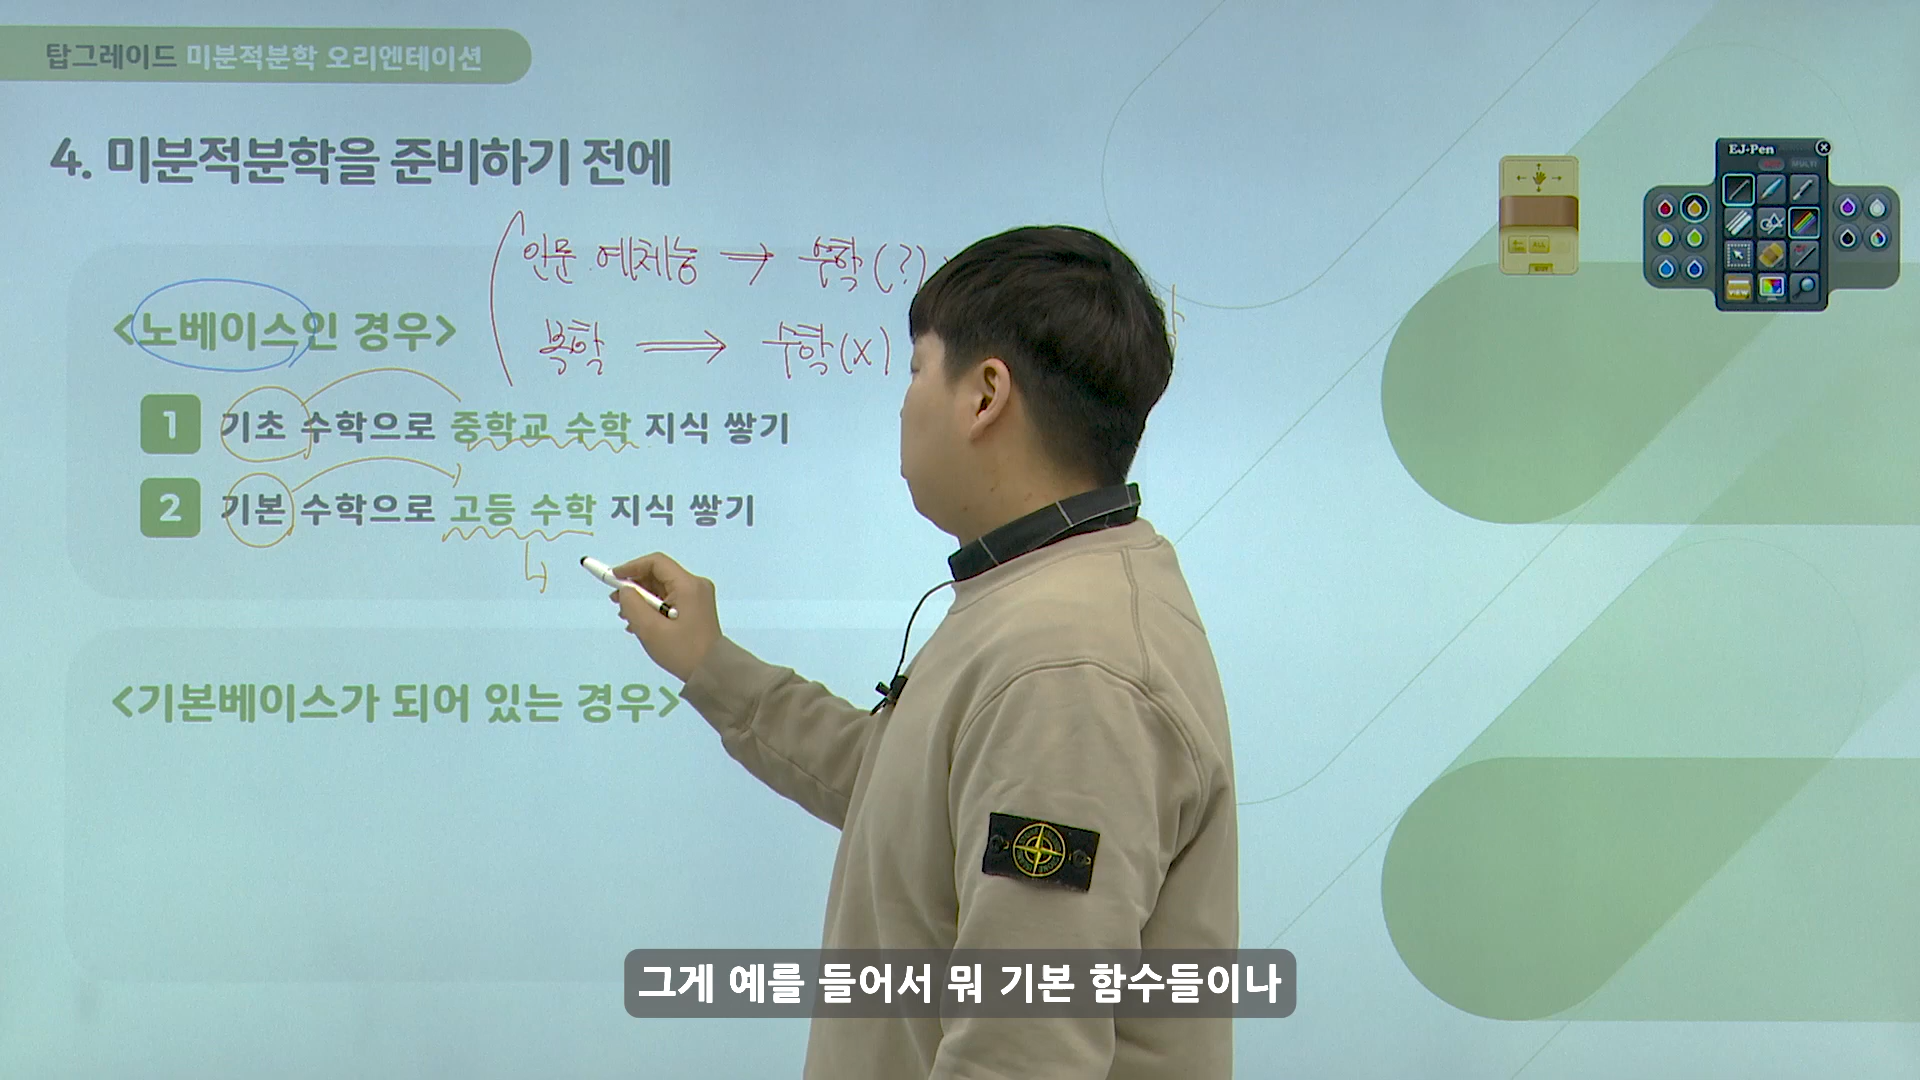 탑그레이드 미분적분학 오리엔테이션
4. 미분적분학을 준비하기 전에
인문. 예체능 ⇒ 수학(?)
<노베이스인 경우>
복학 ⟹ 수학(X)
1 기초 수학으로 중학교 수학 지식 쌓기
2 기본 수학으로 고등 수학 지식 쌓기
<기본베이스가 되어 있는 경우>
EJ-Pen
MULTI
ALL
VIEW
그게 예를 들어서 뭐 기본 함수들이나